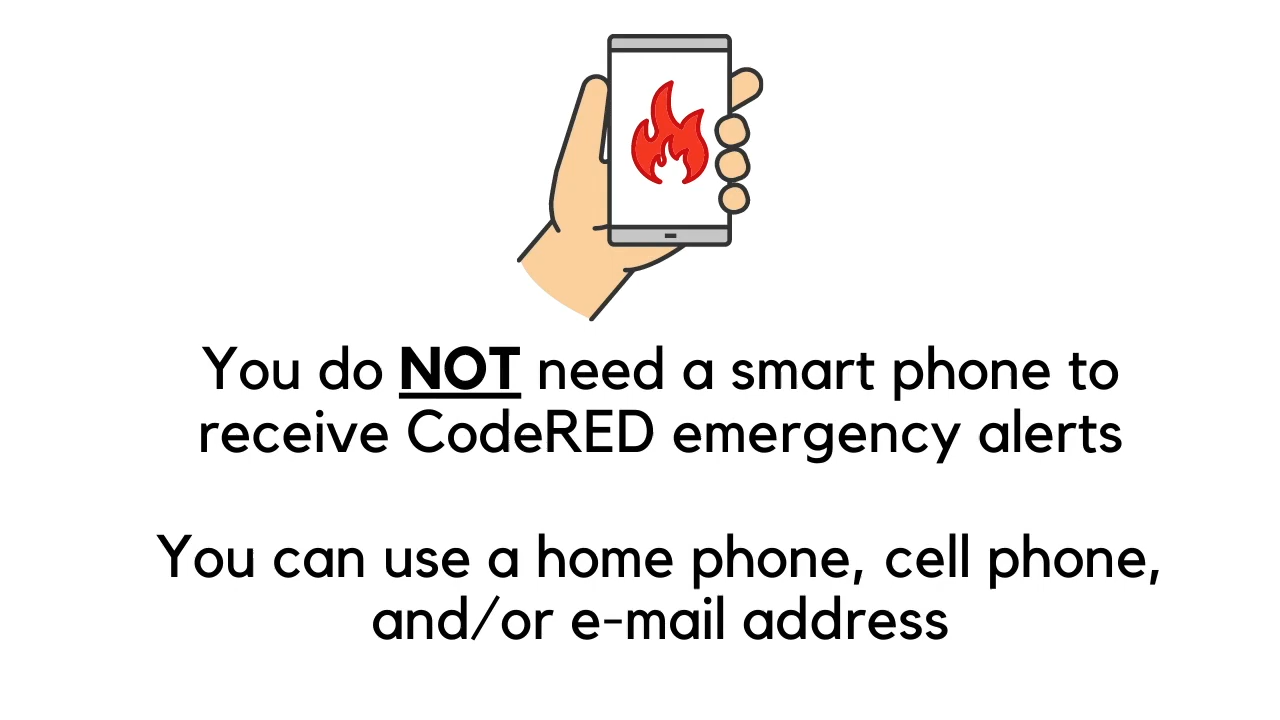 You do NOT need a smart phone to
receive CodeRED emergency alerts
You can use a home phone, cell phone,
and/or e-mail address